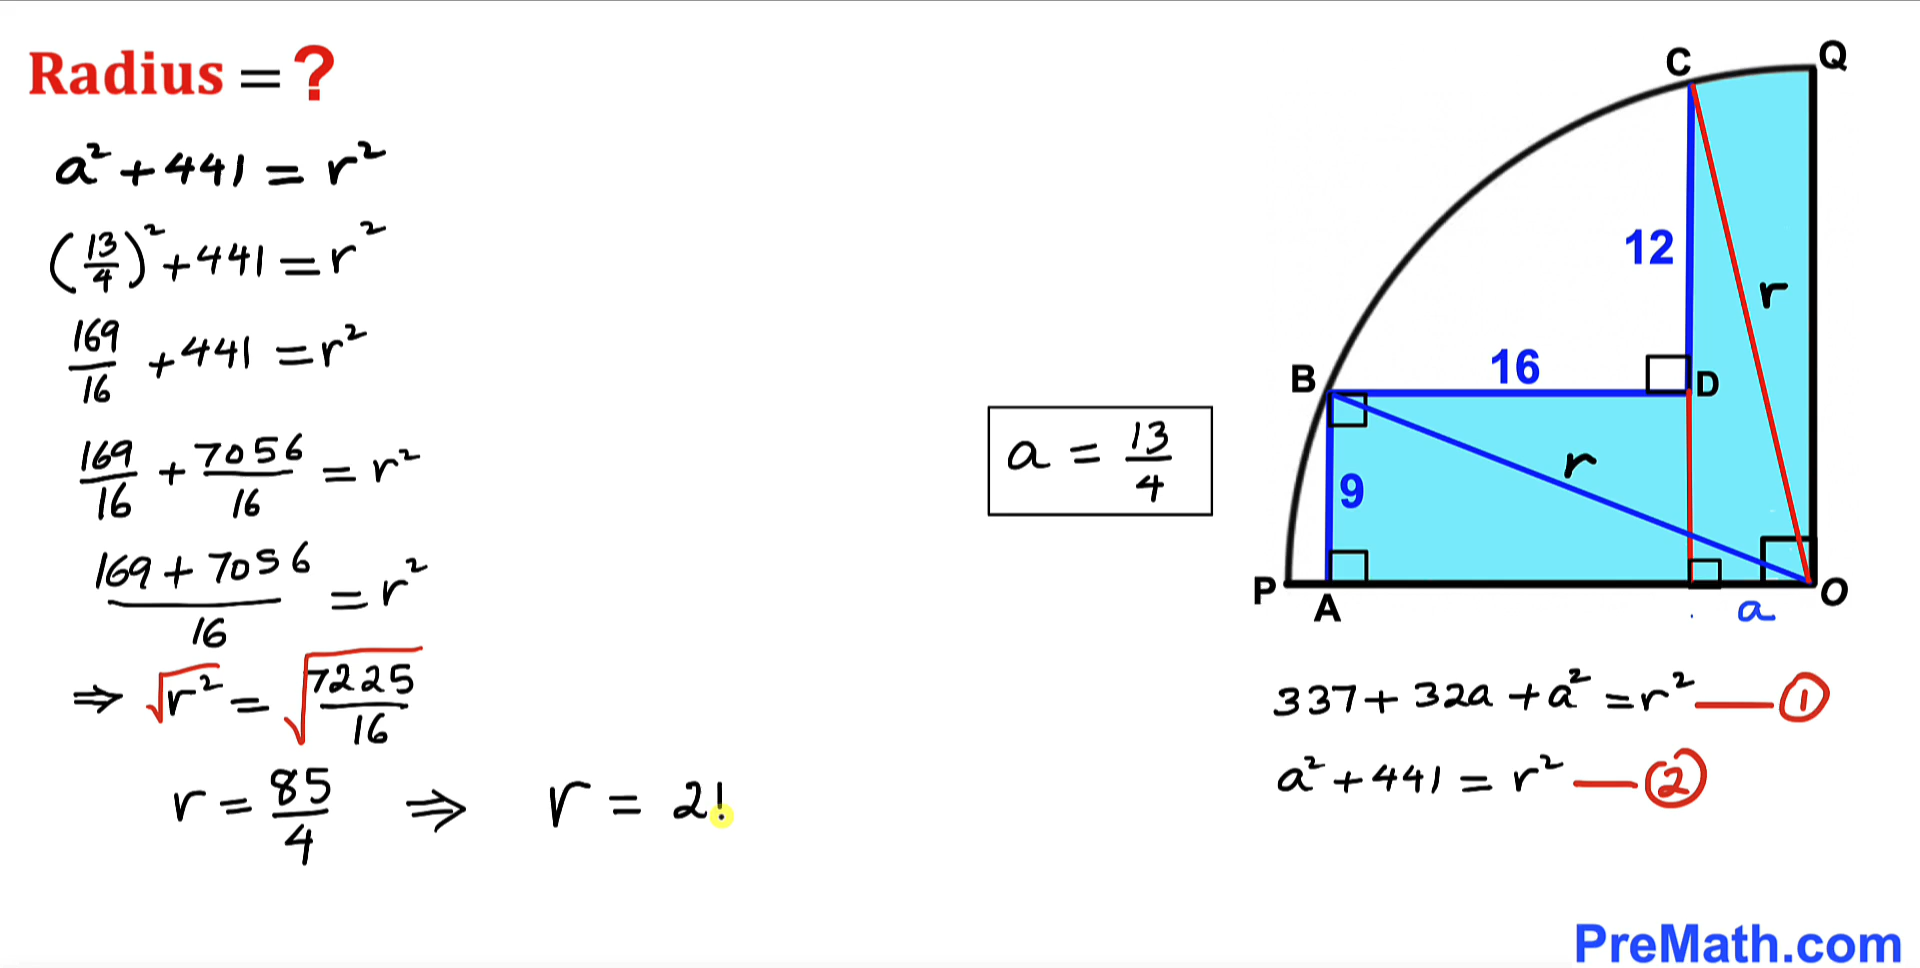 Radius = ?
a² + 441 = r²
(13/4)² + 441 = r²
169/16 + 441 = r²
169/16 + 7056/16 = r²
169 + 7056/16 = r²
⇒ √r² = √7225/16
r = 85/4 ⇒ r = 21
a = 13/4
C
Q
12
r
B
16
D
r
9
P
A
a
O
337 + 32a + a² = r² — ①
a² + 441 = r² — ②
PreMath.com